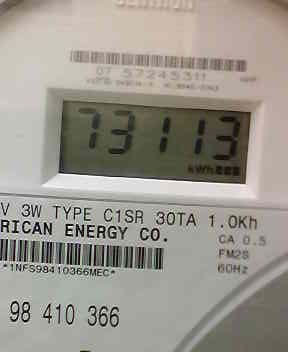 07 57245311
73113
kWh
V 3W TYPE C1SR 30TA 1.0Kh
RICAN ENERGY CO.
CA 0.5
FM2S
60Hz
*1NFS98410366MEC*
98 410 366